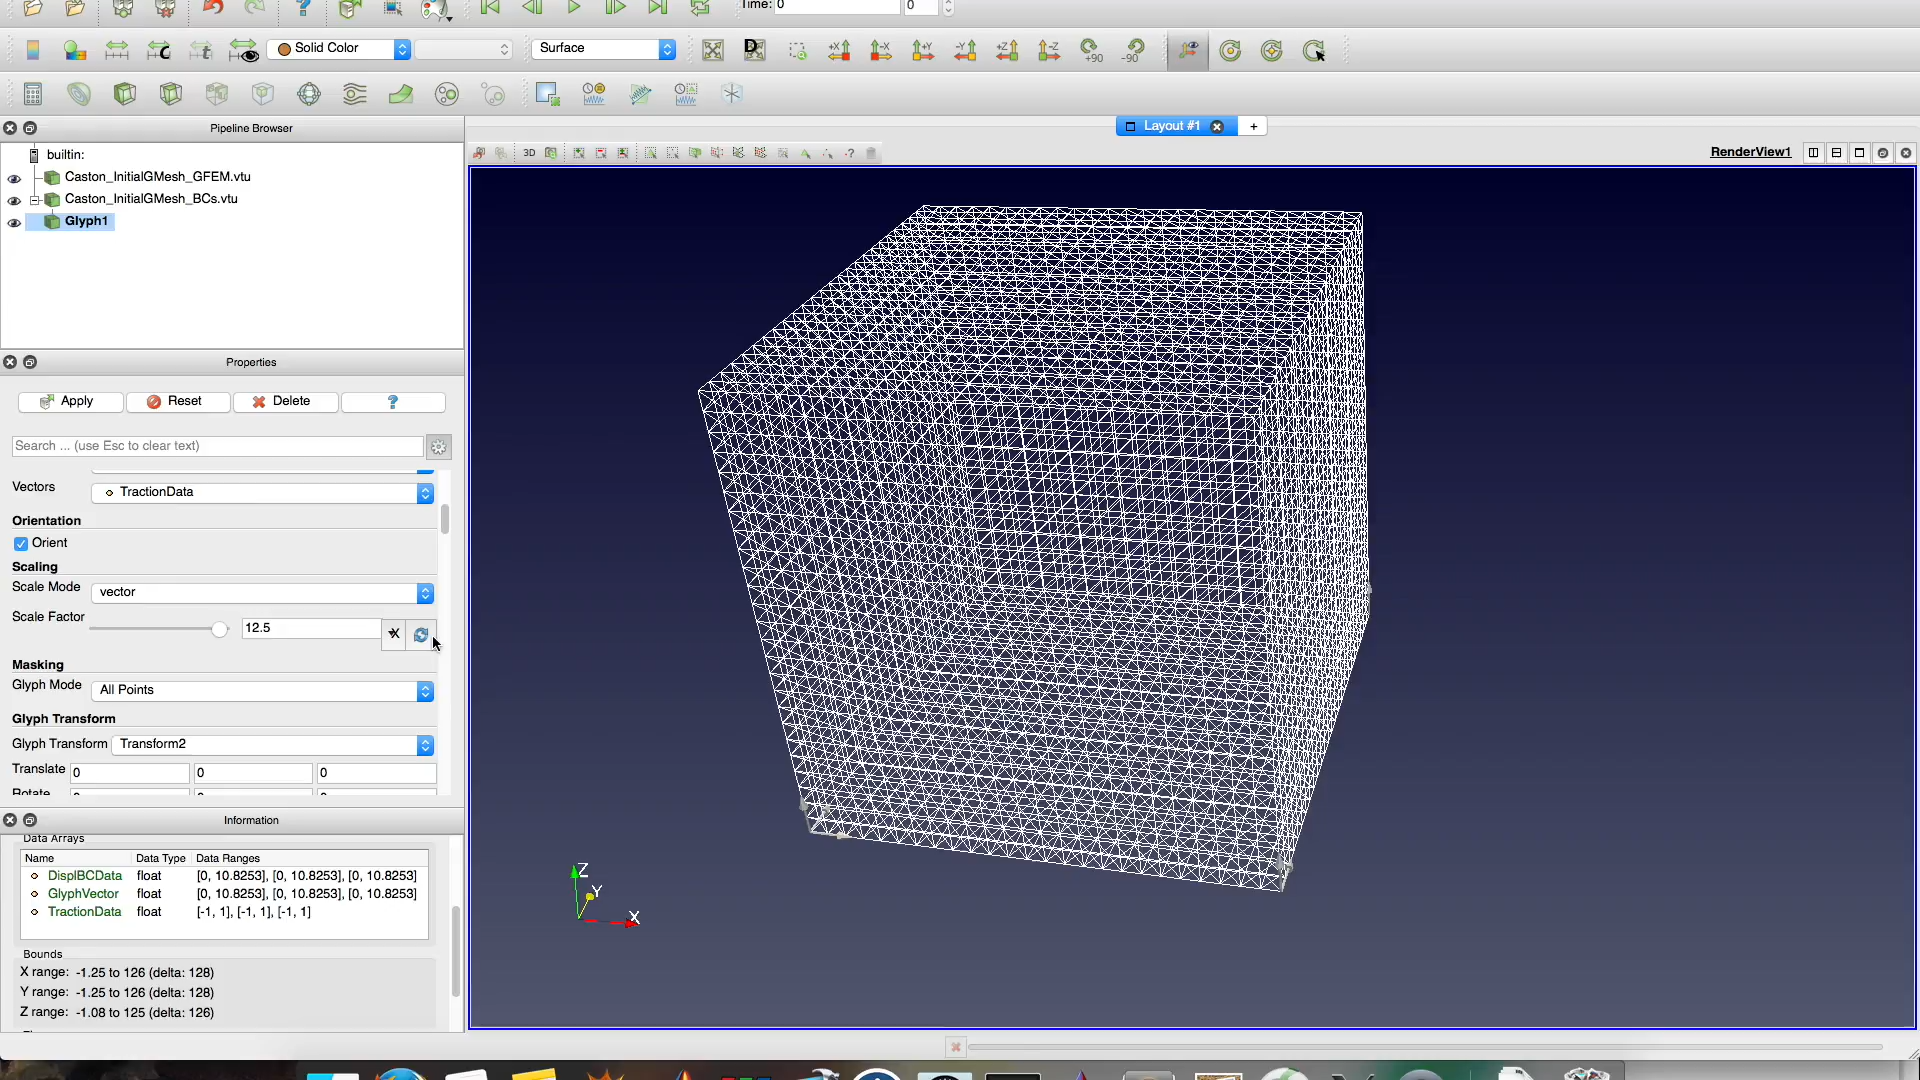 Time: 0 0
Solid Color Surface D +X -X +Y -Y +Z -Z +90 -90
Pipeline Browser
Layout #1 +
builtin:
3D ? RenderView1
Caston_InitialGMesh_GFEM.vtu
Caston_InitialGMesh_BCs.vtu
Glyph1
Properties
Apply Reset Delete ?
Search ... (use Esc to clear text)
Vectors TractionData
Orientation
Orient
Scaling
Scale Mode vector
Scale Factor 12.5 X
Masking
Glyph Mode All Points
Glyph Transform
Glyph Transform Transform2
Translate 0 0 0
Rotate
Information
Data Arrays
Name Data Type Data Ranges
DisplBCData float [0, 10.8253], [0, 10.8253], [0, 10.8253]
GlyphVector float [0, 10.8253], [0, 10.8253], [0, 10.8253]
TractionData float [-1, 1], [-1, 1], [-1, 1]
Bounds
X range: -1.25 to 126 (delta: 128)
Y range: -1.25 to 126 (delta: 128)
Z range: -1.08 to 125 (delta: 126)
Z
Y
X